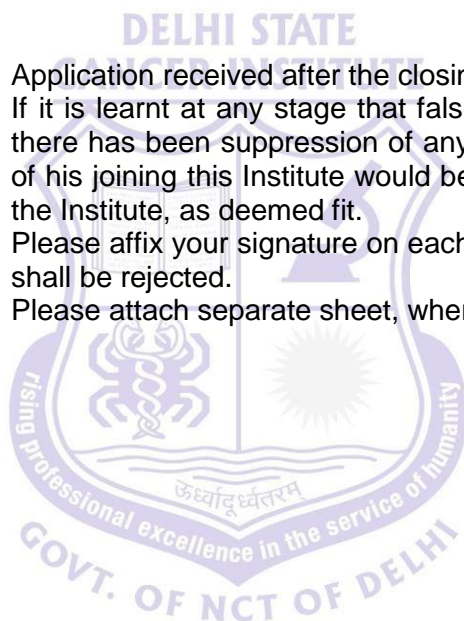 DELHI STATE
CANCER INSTITUTE
Application received after the closin
If it is learnt at any stage that fals
there has been suppression of any
of his joining this Institute would be
the Institute, as deemed fit.
Please affix your signature on each
shall be rejected.
Please attach separate sheet, wher
rising professional excellence in the service of humanity
ऊर्ध्वादूर्ध्वतरम्
GOVT. OF NCT OF DELHI